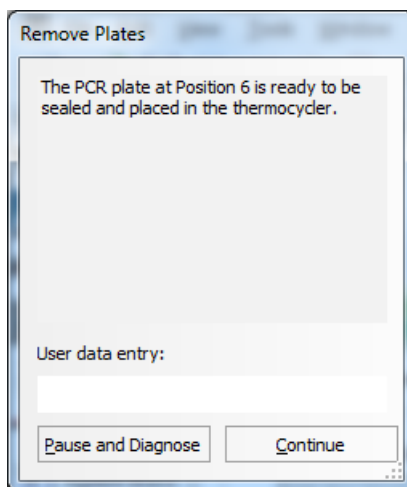 Remove Plates
The PCR plate at Position 6 is ready to be
sealed and placed in the thermocycler.
User data entry:
Pause and Diagnose
Continue